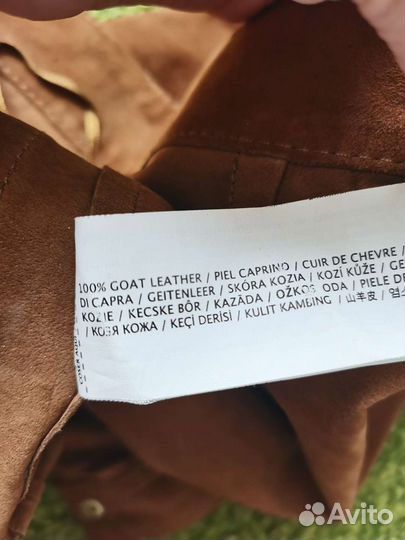 100% GOAT LEATHER / PIEL CAPRINO / CUIR DE CHEVRE /
DI CAPRA / GEITENLEER / SKÓRA KOZIA / KOZÍ KŮŽE / GE
KOZIE / KECSKE BŐR / KAZĀDA / OŽKOS ODA / PIELE DE
/ КОЗЯ КОЖА / KEÇİ DERİSİ / KULIT KAMBING / 山羊皮 / 염소
Avito